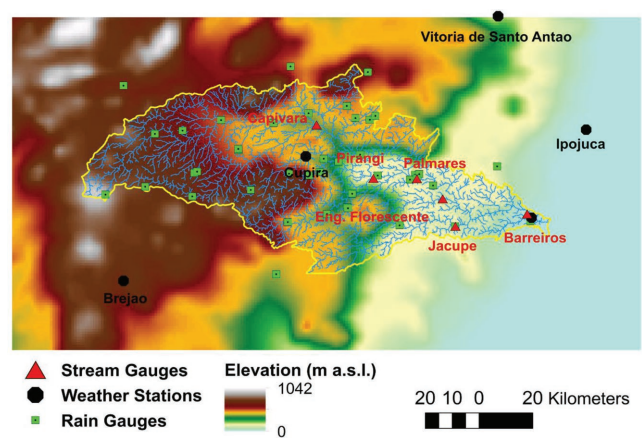 Vitoria de Santo Antao
Capivara
Ipojuca
Pirangi
Palmares
Cupira
Eng. Florescente
Jacupe
Barreiros
Brejao
Stream Gauges
Weather Stations
Rain Gauges
Elevation (m a.s.l.)
1042
0
20 10 0 20 Kilometers